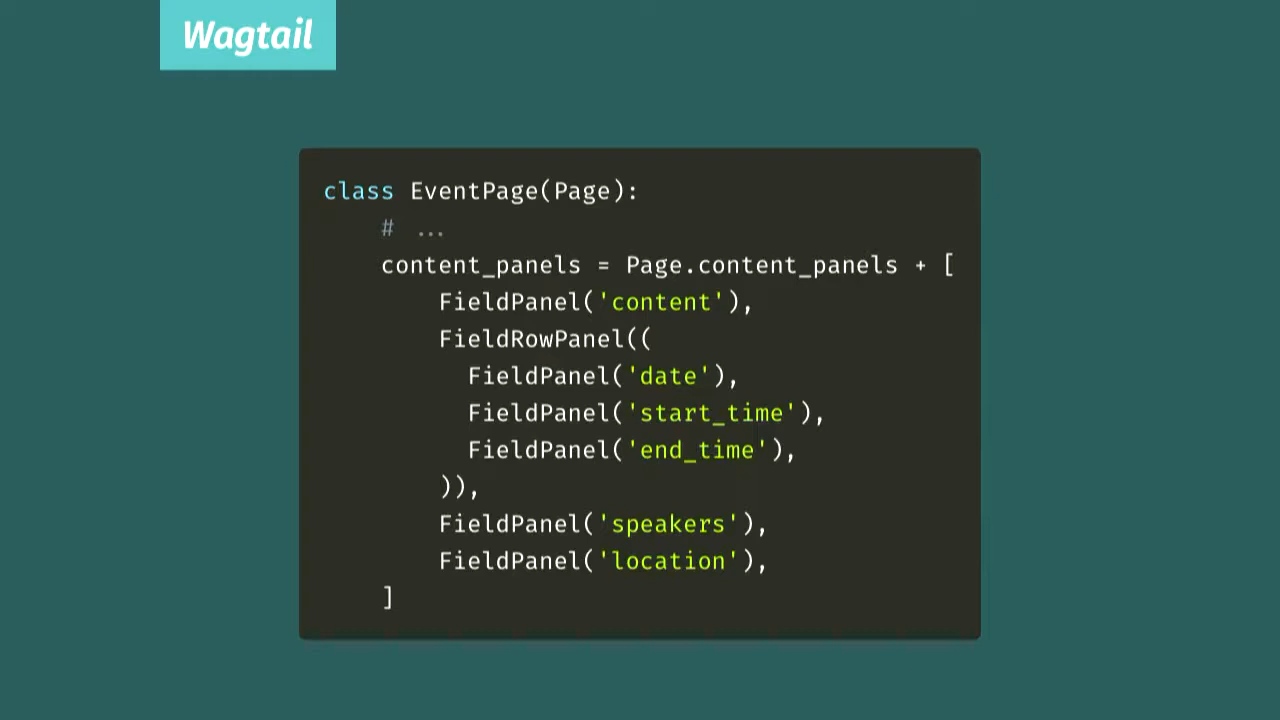 Wagtail
class EventPage(Page):
    # ...
    content_panels = Page.content_panels + [
        FieldPanel('content'),
        FieldRowPanel((
          FieldPanel('date'),
          FieldPanel('start_time'),
          FieldPanel('end_time'),
        )),
        FieldPanel('speakers'),
        FieldPanel('location'),
    ]